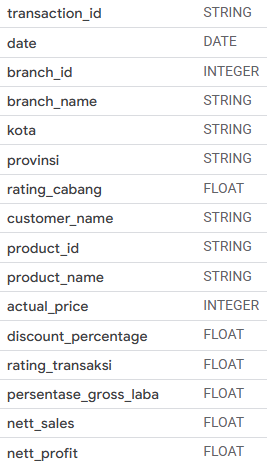 transaction_id STRING
date DATE
branch_id INTEGER
branch_name STRING
kota STRING
provinsi STRING
rating_cabang FLOAT
customer_name STRING
product_id STRING
product_name STRING
actual_price INTEGER
discount_percentage FLOAT
rating_transaksi FLOAT
persentase_gross_laba FLOAT
nett_sales FLOAT
nett_profit FLOAT